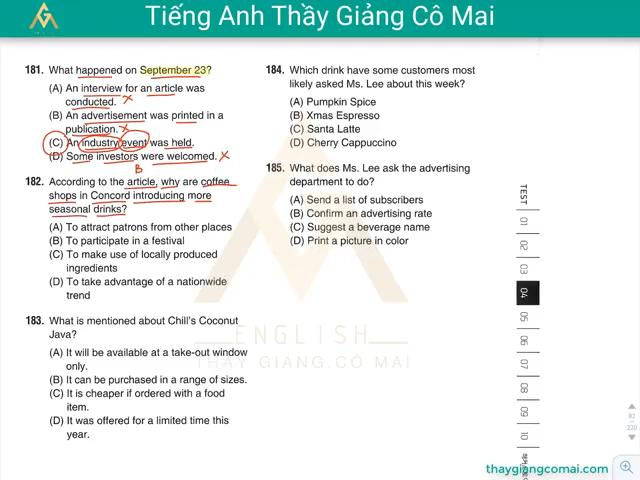 Tiếng Anh Thầy Giảng Cô Mai
181. What happened on September 23?
(A) An interview for an article was
conducted.
(B) An advertisement was printed in a
publication.
(C) An industry event was held.
(D) Some investors were welcomed.
B
182. According to the article, why are coffee
shops in Concord introducing more
seasonal drinks?
(A) To attract patrons from other places
(B) To participate in a festival
(C) To make use of locally produced
ingredients
(D) To take advantage of a nationwide
trend
183. What is mentioned about Chill's Coconut
Java?
(A) It will be available at a take-out window
only.
(B) It can be purchased in a range of sizes.
(C) It is cheaper if ordered with a food
item.
(D) It was offered for a limited time this
year.
184. Which drink have some customers most
likely asked Ms. Lee about this week?
(A) Pumpkin Spice
(B) Xmas Espresso
(C) Santa Latte
(D) Cherry Cappuccino
185. What does Ms. Lee ask the advertising
department to do?
(A) Send a list of subscribers
(B) Confirm an advertising rate
(C) Suggest a beverage name
(D) Print a picture in color
TEST
01
02
03
04
05
06
07
08
09
10
82
220
ENGLISH
THẦY GIẢNG.CÔ MAI
thaygiangcomai.com